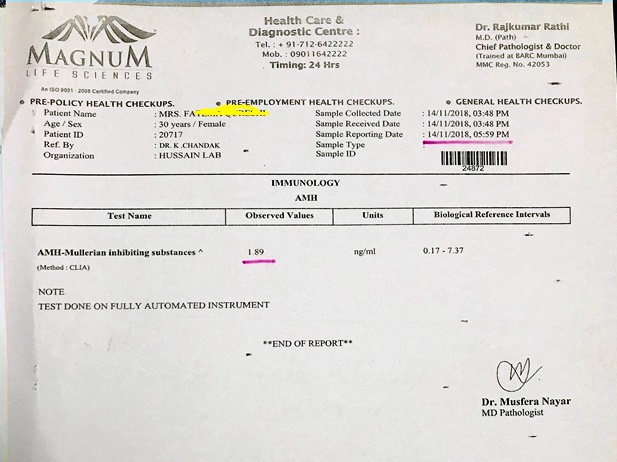 MAGNUM
LIFE SCIENCES
An ISO 9001 : 2008 Certified Company
Health Care &
Diagnostic Centre :
Tel. : + 91-712-6422222
Mob. : 09011642222
Timing: 24 Hrs
Dr. Rajkumar Rathi
M.D. (Path)
Chief Pathologist & Doctor
(Trained at BARC Mumbai)
MMC Reg. No. 42053
PRE-POLICY HEALTH CHECKUPS. PRE-EMPLOYMENT HEALTH CHECKUPS. GENERAL HEALTH CHECKUPS.
Patient Name : MRS. Sample Collected Date : 14/11/2018, 03:48 PM
Age / Sex : 30 years / Female Sample Received Date : 14/11/2018, 03:48 PM
Patient ID : 20717 Sample Reporting Date : 14/11/2018, 05:59 PM
Ref. By : DR. K .CHANDAK Sample Type :
Organization : HUSSAIN LAB Sample ID
24872
IMMUNOLOGY
AMH
Test Name Observed Values Units Biological Reference Intervals
AMH-Mullerian inhibiting substances ^ 1.89 ng/ml 0.17 - 7.37
(Method : CLIA)
NOTE
TEST DONE ON FULLY AUTOMATED INSTRUMENT
**END OF REPORT**
Dr. Musfera Nayar
MD Pathologist